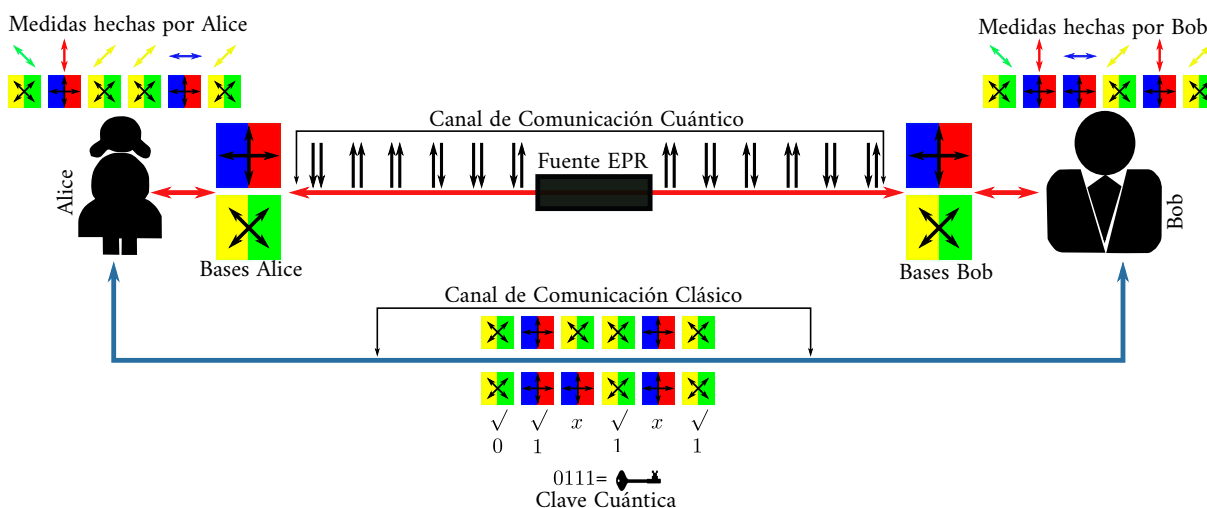 Medidas hechas por Alice
Medidas hechas por Bob
Canal de Comunicación Cuántico
Fuente EPR
Alice
Bob
Bases Alice
Bases Bob
Canal de Comunicación Clásico
√ √ x √ x √
0 1 1 1
0111=
Clave Cuántica